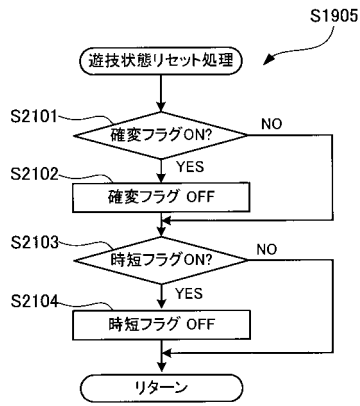 S1905
遊技状態リセット処理
S2101
確変フラグON?
NO
YES
S2102
確変フラグ OFF
S2103
時短フラグON?
NO
YES
S2104
時短フラグ OFF
リターン